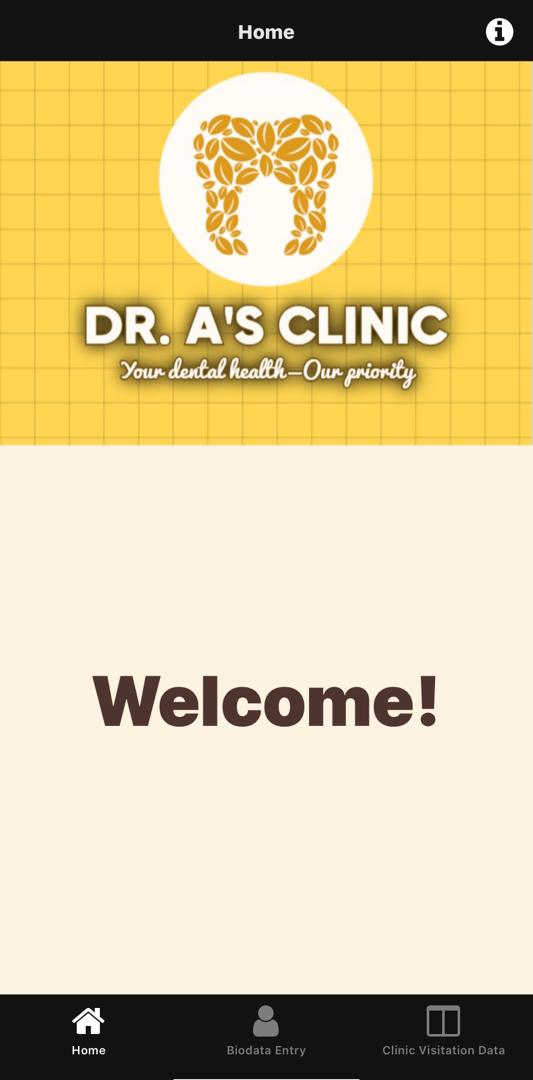 Home
DR. A'S CLINIC
Your dental health—Our priority
Welcome!
Home
Biodata Entry
Clinic Visitation Data